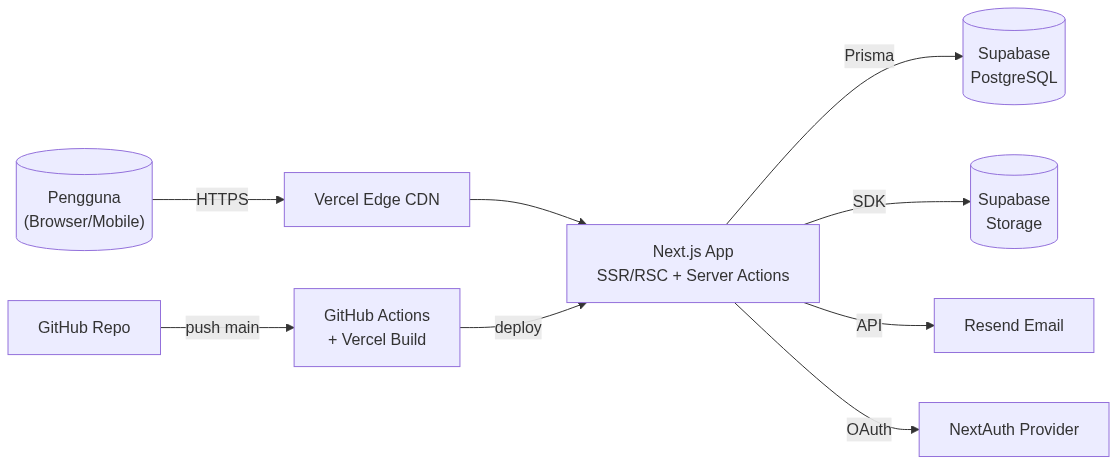 Pengguna
(Browser/Mobile)
HTTPS
Vercel Edge CDN
GitHub Repo
push main
GitHub Actions
+ Vercel Build
deploy
Next.js App
SSR/RSC + Server Actions
Prisma
Supabase
PostgreSQL
SDK
Supabase
Storage
API
Resend Email
OAuth
NextAuth Provider